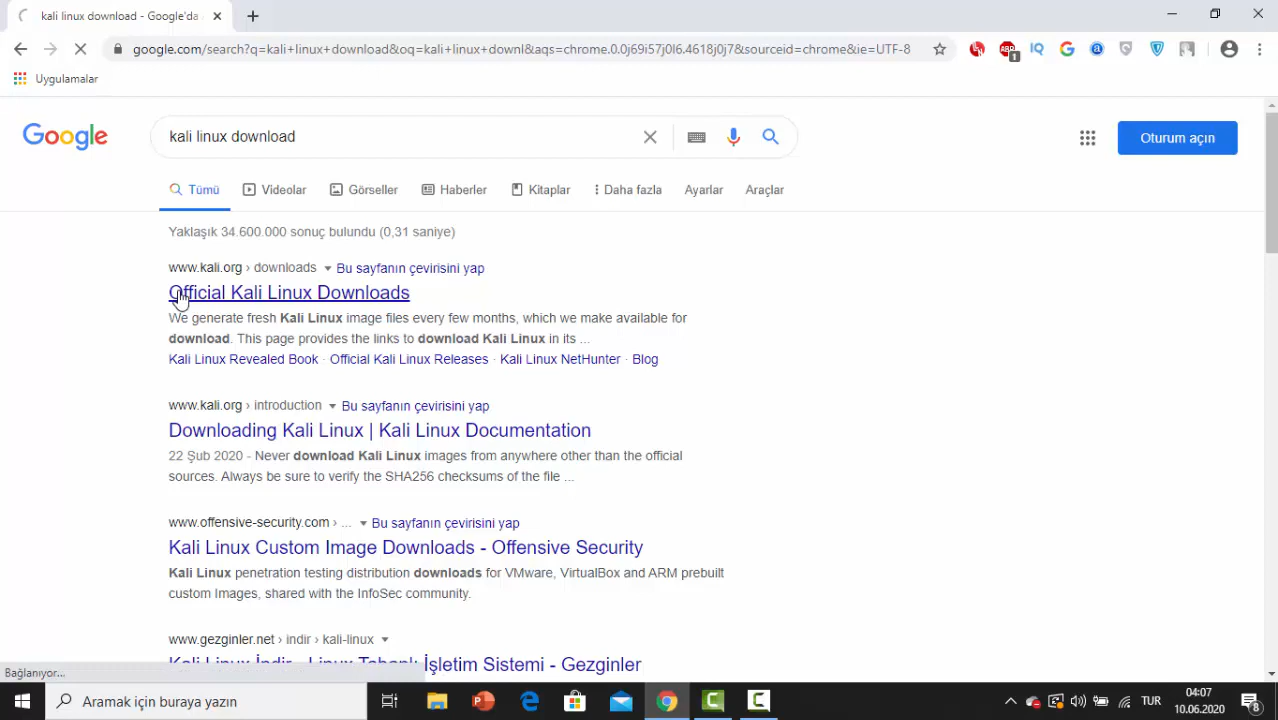 kali linux download - Google'da
google.com/search?q=kali+linux+download&oq=kali+linux+downl&aqs=chrome.0.0j69i57j0l6.4618j0j7&sourceid=chrome&ie=UTF-8
ABP
1
IQ
Uygulamalar
Google
kali linux download
Oturum açın
Tümü Videolar Görseller Haberler Kitaplar Daha fazla Ayarlar Araçlar
Yaklaşık 34.600.000 sonuç bulundu (0,31 saniye)
www.kali.org › downloads Bu sayfanın çevirisini yap
Official Kali Linux Downloads
We generate fresh Kali Linux image files every few months, which we make available for
download. This page provides the links to download Kali Linux in its ...
Kali Linux Revealed Book · Official Kali Linux Releases · Kali Linux NetHunter · Blog
www.kali.org › introduction Bu sayfanın çevirisini yap
Downloading Kali Linux | Kali Linux Documentation
22 Şub 2020 - Never download Kali Linux images from anywhere other than the official
sources. Always be sure to verify the SHA256 checksums of the file ...
www.offensive-security.com › ... Bu sayfanın çevirisini yap
Kali Linux Custom Image Downloads - Offensive Security
Kali Linux penetration testing distribution downloads for VMware, VirtualBox and ARM prebuilt
custom Images, shared with the InfoSec community.
www.gezginler.net › indir › kali-linux
Kali Linux İndir - Linux Tabanlı İşletim Sistemi - Gezginler
Bağlanıyor...
Aramak için buraya yazın
TUR
04:07
10.06.2020
8